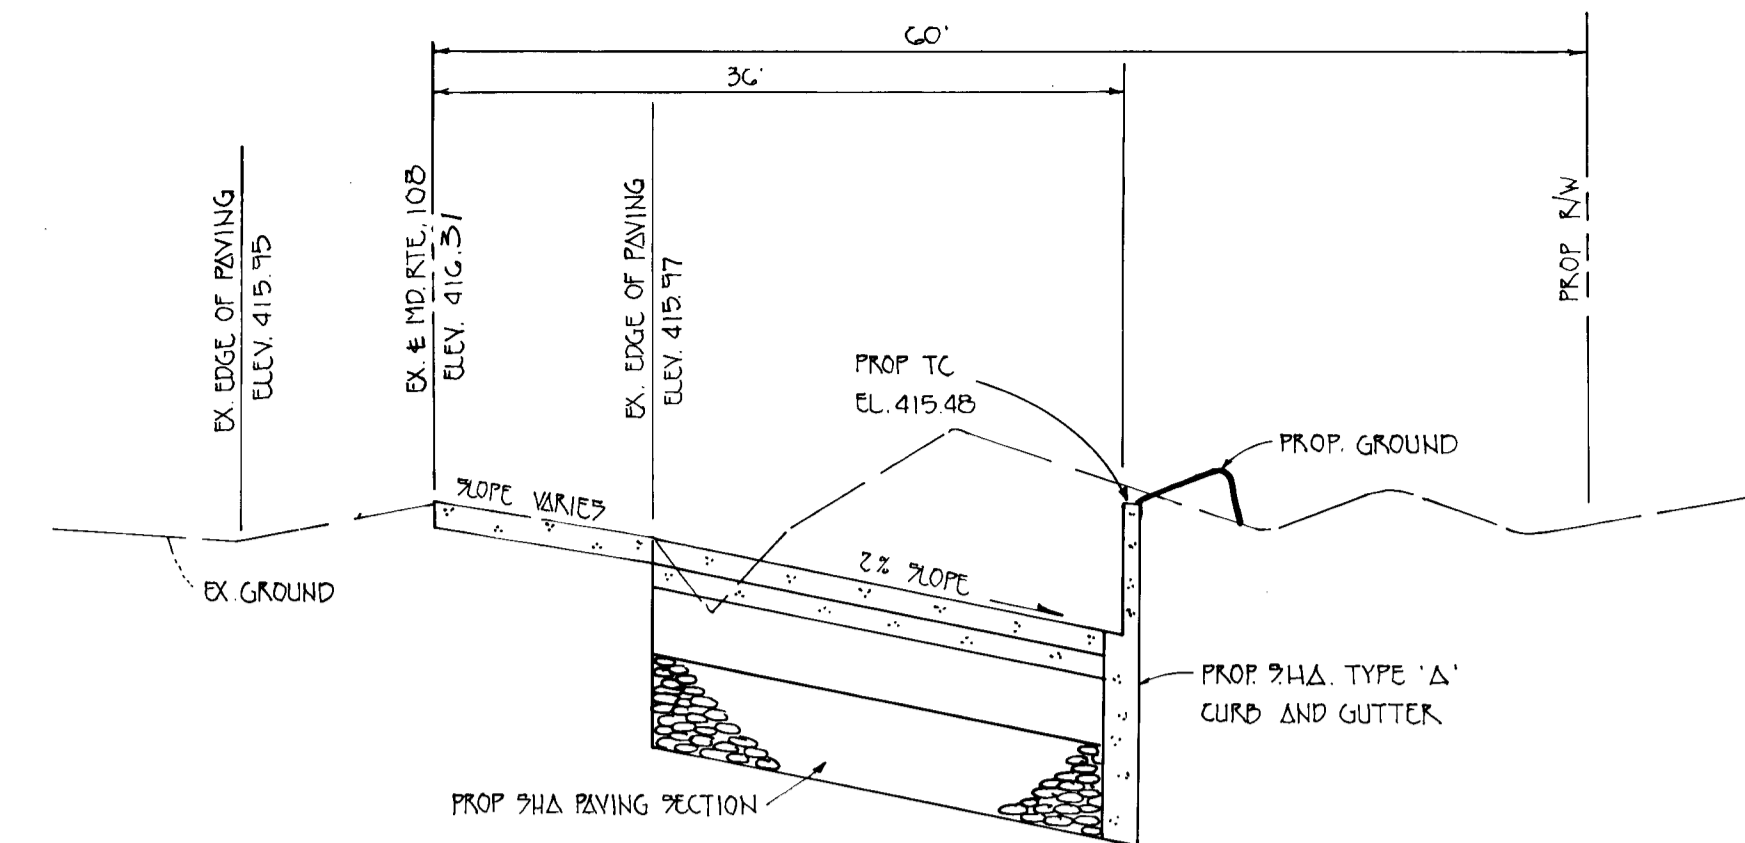 60'
36'
EX. EDGE OF PAVING
ELEV. 415.95
EX. ℄ MD. RTE. 108
ELEV. 416.31
EX. EDGE OF PAVING
ELEV. 415.97
PROP R/W
PROP TC
EL. 415.48
PROP. GROUND
SLOPE VARIES
2% SLOPE
EX. GROUND
PROP. S.H.A. TYPE 'A'
CURB AND GUTTER
PROP SHA PAVING SECTION